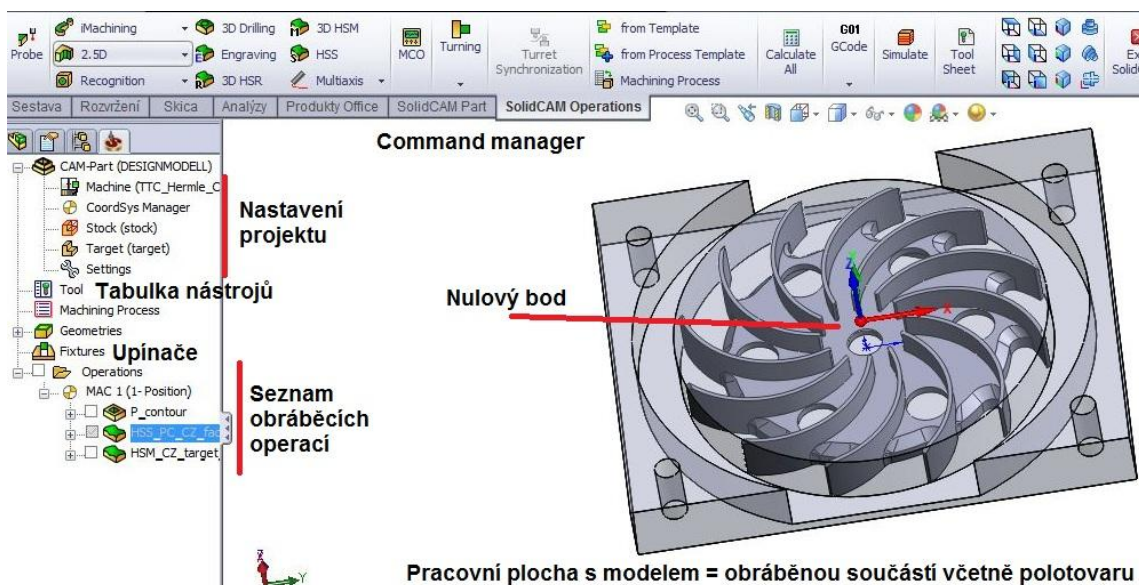 Probe
iMachining
2.5D
Recognition
3D Drilling
Engraving
3D HSR
3D HSM
HSS
Multiaxis
MCO
Turning
Turret
Synchronization
from Template
from Process Template
Machining Process
Calculate
All
G01
GCode
Simulate
Tool
Sheet
Ex
Solid
Sestava
Rozvržení
Skica
Analýzy
Produkty Office
SolidCAM Part
SolidCAM Operations
Command manager
CAM-Part (DESIGNMODELL)
Machine (TTC_Hermle_C
CoordSys Manager
Stock (stock)
Target (target)
Settings
Nastavení
projektu
Tool
Tabulka nástrojů
Machining Process
Geometries
Fixtures
Upínače
Operations
MAC 1 (1- Position)
P_contour
HSS_PC_CZ_fac
HSM_CZ_target_
Seznam
obráběcích
operací
Nulový bod
Z
Y
X
Z
Y
Pracovní plocha s modelem = obráběnou součástí včetně polotovaru